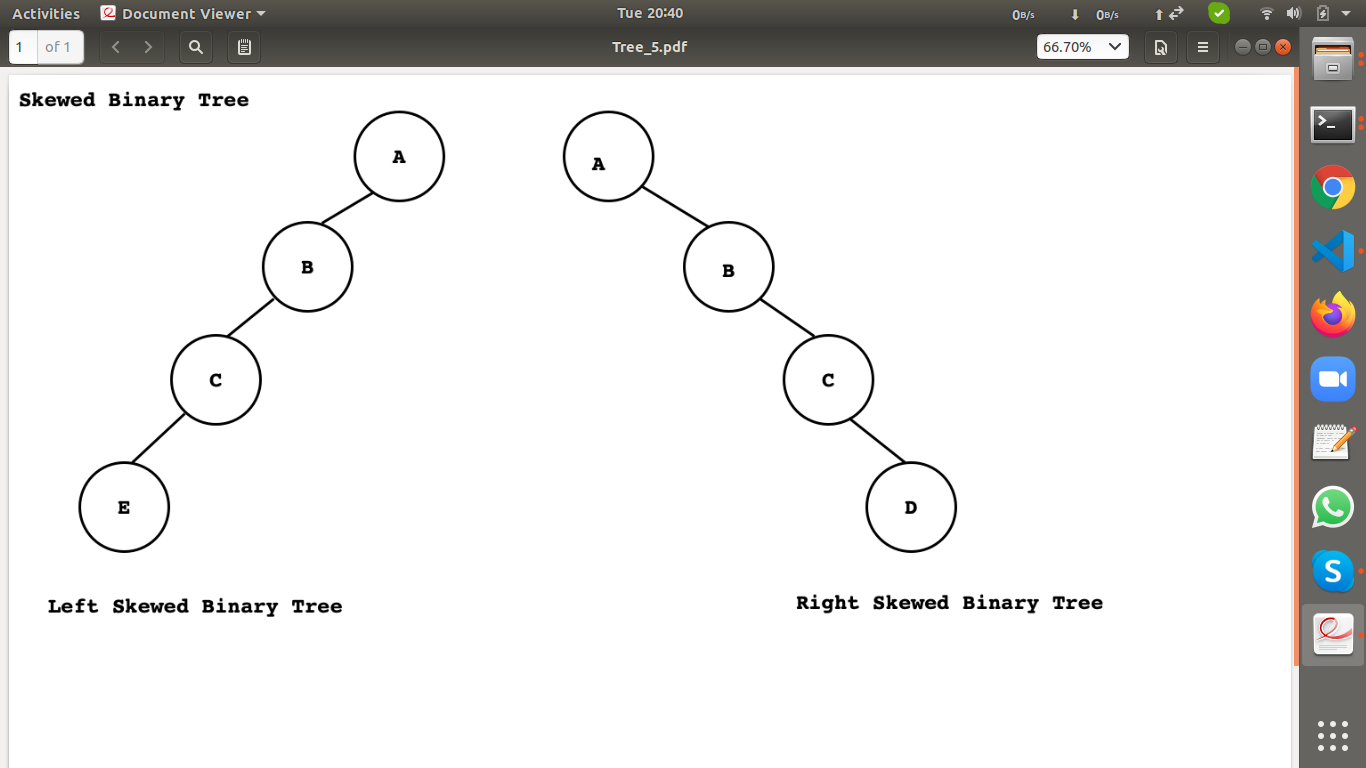 Activities Document Viewer Tue 20:40 0B/s 0B/s
1 of 1 Tree_5.pdf 66.70%
Skewed Binary Tree
A A
B B
C C
E D
Left Skewed Binary Tree Right Skewed Binary Tree